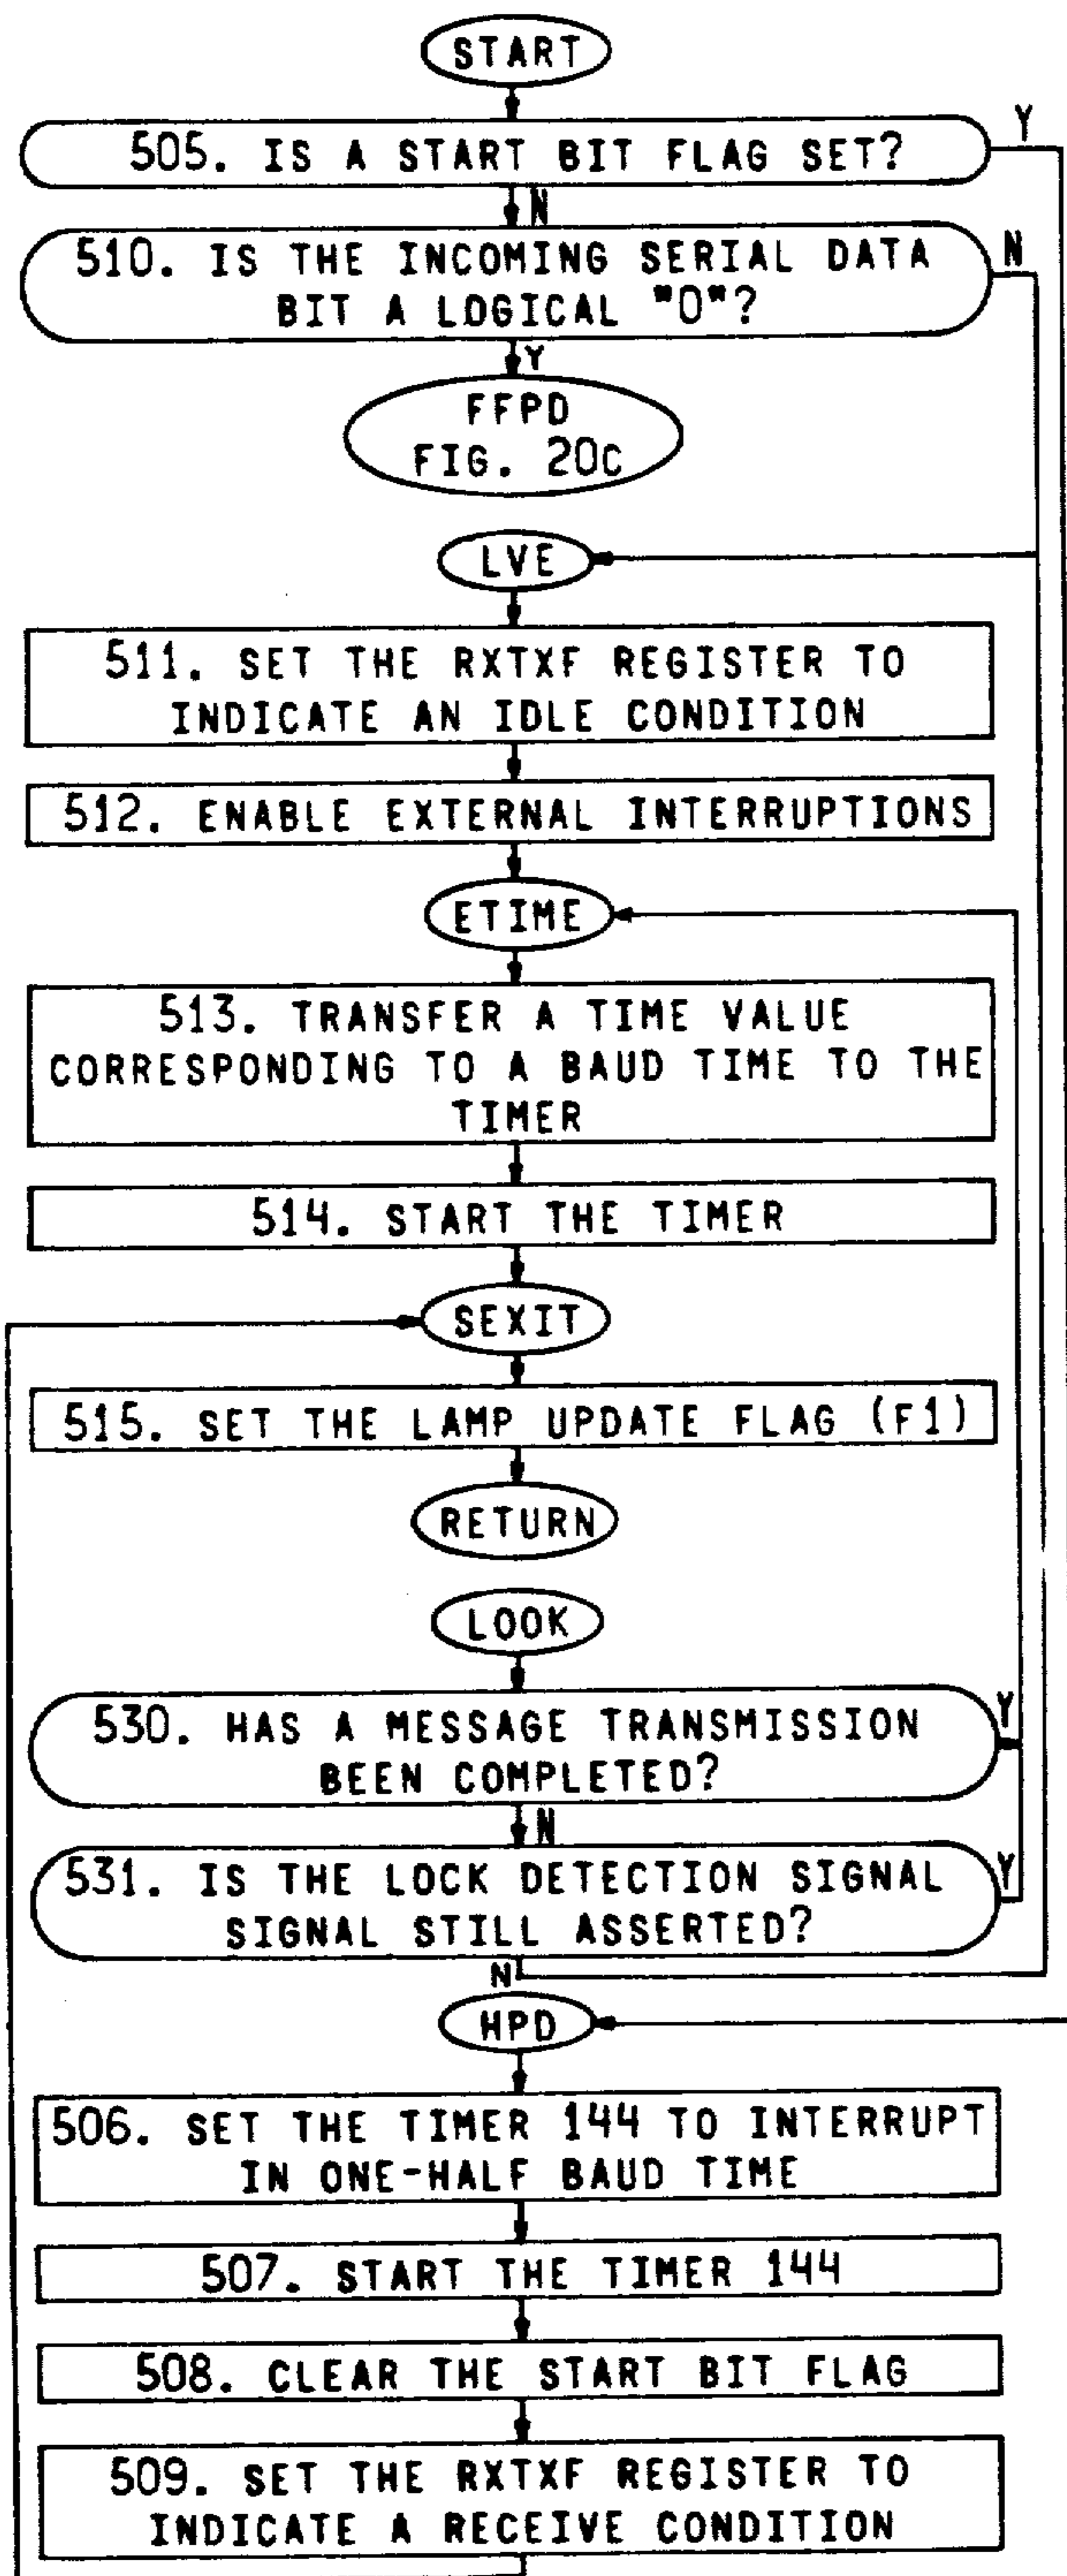 START
505. IS A START BIT FLAG SET?
Y
N
510. IS THE INCOMING SERIAL DATA
BIT A LOGICAL "0"?
N
Y
FFPD
FIG. 20C
LVE
511. SET THE RXTXF REGISTER TO
INDICATE AN IDLE CONDITION
512. ENABLE EXTERNAL INTERRUPTIONS
ETIME
513. TRANSFER A TIME VALUE
CORRESPONDING TO A BAUD TIME TO THE
TIMER
514. START THE TIMER
SEXIT
515. SET THE LAMP UPDATE FLAG (F1)
RETURN
LOOK
530. HAS A MESSAGE TRANSMISSION
BEEN COMPLETED?
Y
N
531. IS THE LOCK DETECTION SIGNAL
SIGNAL STILL ASSERTED?
Y
N
HPD
506. SET THE TIMER 144 TO INTERRUPT
IN ONE-HALF BAUD TIME
507. START THE TIMER 144
508. CLEAR THE START BIT FLAG
509. SET THE RXTXF REGISTER TO
INDICATE A RECEIVE CONDITION